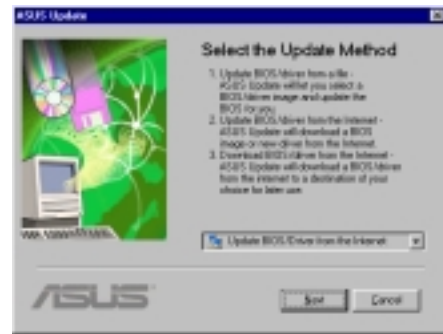 ASUS Update
Select the Update Method
1. Update BIOS/driver from a file -
ASUS Update will let you select a
BIOS/driver image and update the
BIOS for you.
2. Update BIOS/driver from the Internet -
ASUS Update will download a BIOS
image or new driver from the Internet.
3. Download BIOS/driver from the Internet -
ASUS Update will download a BIOS/driver
from the internet to a destination of your
choice for later use.
Update BIOS/Driver from the Internet
ASUS
Next
Cancel